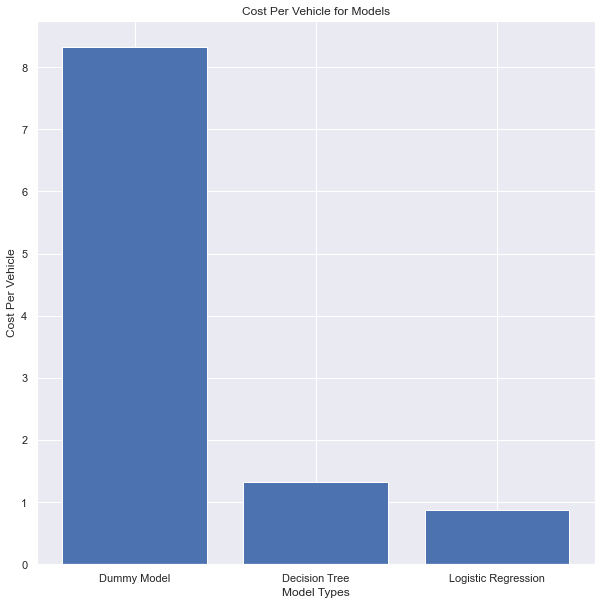 Cost Per Vehicle for Models
Cost Per Vehicle
8
7
6
5
4
3
2
1
0
Dummy Model
Decision Tree
Logistic Regression
Model Types